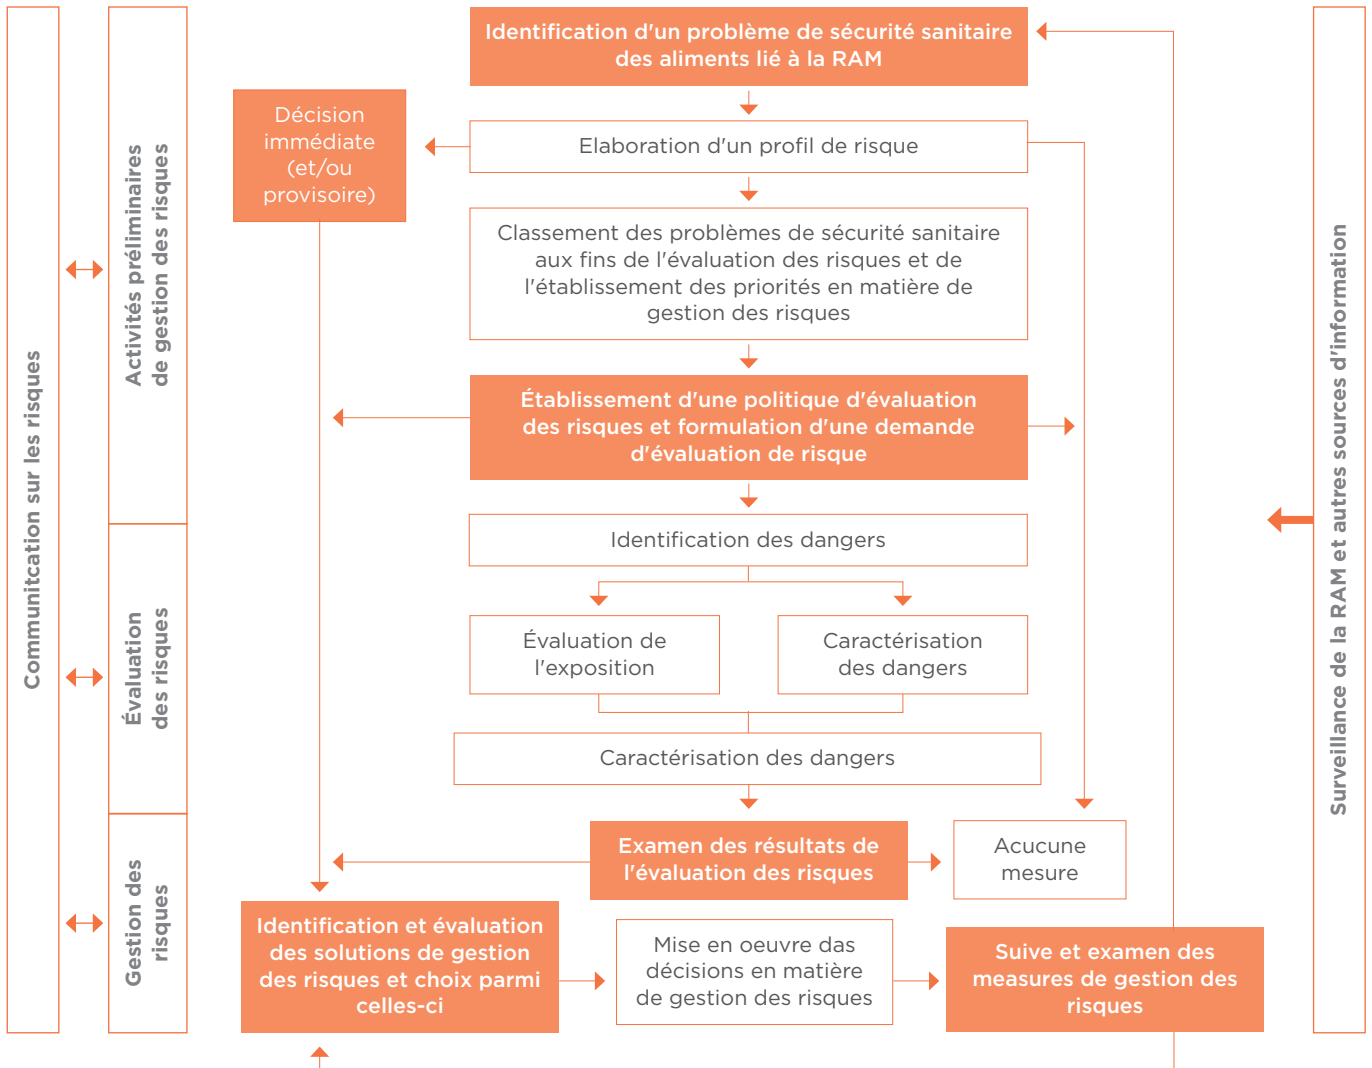 Communitcation sur les risques
Activités préliminaires
de gestion des risques
Évaluation
des risques
Gestion des
risques
Identification d'un problème de sécurité sanitaire
des aliments lié à la RAM
Décision
immédiate
(et/ou
provisoire)
Elaboration d'un profil de risque
Classement des problèmes de sécurité sanitaire
aux fins de l'évaluation des risques et de
l'établissement des priorités en matière de
gestion des risques
Établissement d'une politique d'évaluation
des risques et formulation d'une demande
d'évaluation de risque
Identification des dangers
Évaluation de
l'exposition
Caractérisation
des dangers
Caractérisation des dangers
Examen des résultats de
l'évaluation des risques
Acucune
mesure
Identification et évaluation
des solutions de gestion
des risques et choix parmi
celles-ci
Mise en oeuvre das
décisions en matière
de gestion des risques
Suive et examen des
measures de gestion des
risques
Surveillance de la RAM et autres sources d'information